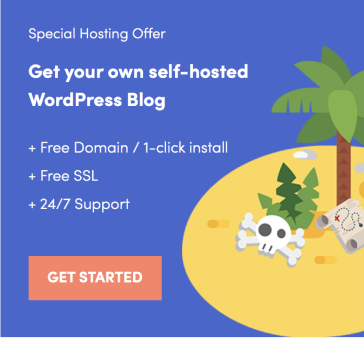 Special Hosting Offer
Get your own self-hosted
WordPress Blog
+ Free Domain / 1-click install
+ Free SSL
+ 24/7 Support
GET STARTED